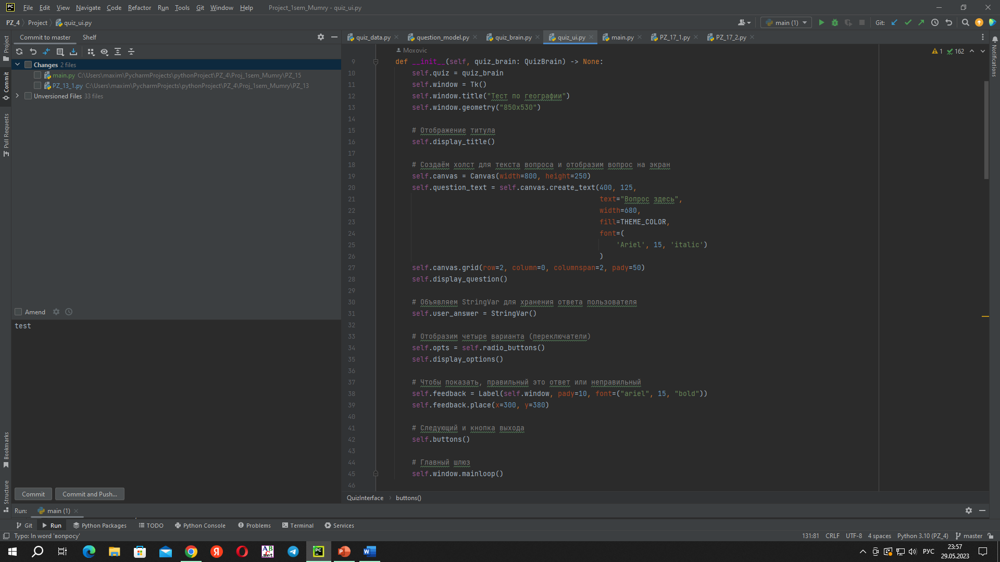 PC File Edit View Navigate Code Refactor Run Tools Git Window Help Project_1sem_Mumry - quiz_ui.py
PZ_4 Project quiz_ui.py main (1) Git:
Commit to master Shelf
quiz_data.py question_model.py quiz_brain.py quiz_ui.py main.py PZ_17_1.py PZ_17_2.py
Project
Commit
Pull Requests
Bookmarks
Structure
Notifications
Changes 2 files
main.py C:\Users\maxim\PycharmProjects\pythonProject\PZ_4\Proj_1sem_Mumry\PZ_15
PZ_13_1.py C:\Users\maxim\PycharmProjects\pythonProject\PZ_4\Proj_1sem_Mumry\PZ_13
Unversioned Files 33 files
Amend
test
Commit Commit and Push...
Moxovic
1 162
9 def __init__(self, quiz_brain: QuizBrain) -> None:
10 self.quiz = quiz_brain
11 self.window = Tk()
12 self.window.title("Тест по географии")
13 self.window.geometry("850x530")
14
15 # Отображение титула
16 self.display_title()
17
18 # Создаём холст для текста вопроса и отобразим вопрос на экран
19 self.canvas = Canvas(width=800, height=250)
20 self.question_text = self.canvas.create_text(400, 125,
21 text="Вопрос здесь",
22 width=680,
23 fill=THEME_COLOR,
24 font=(
25 'Ariel', 15, 'italic')
26 )
27 self.canvas.grid(row=2, column=0, columnspan=2, pady=50)
28 self.display_question()
29
30 # Объявляем StringVar для хранения ответа пользователя
31 self.user_answer = StringVar()
32
33 # Отобразим четыре варианта (переключатели)
34 self.opts = self.radio_buttons()
35 self.display_options()
36
37 # Чтобы показать, правильный это ответ или неправильный
38 self.feedback = Label(self.window, pady=10, font=("ariel", 15, "bold"))
39 self.feedback.place(x=300, y=380)
40
41 # Следующий и кнопка выхода
42 self.buttons()
43
44 # Главный шлюз
45 self.window.mainloop()
46
QuizInterface buttons()
Run: main (1)
Git Run Python Packages TODO Python Console Problems Terminal Services
Typo: In word 'вопросу' 131:81 CRLF UTF-8 4 spaces Python 3.10 (PZ_4) master
Я ABC.net PC P W РУС
23:57
29.05.2023